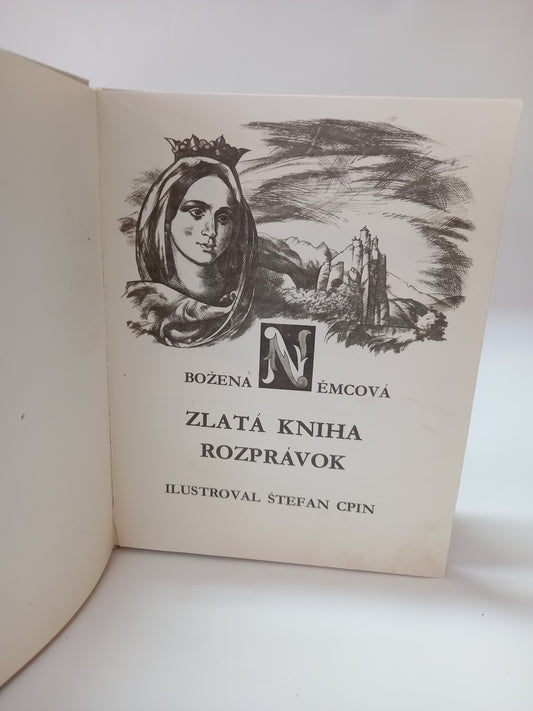 BOŽENA NĚMCOVÁ
ZLATÁ KNIHA
ROZPRÁVOK
ILUSTROVAL ŠTEFAN CPIN